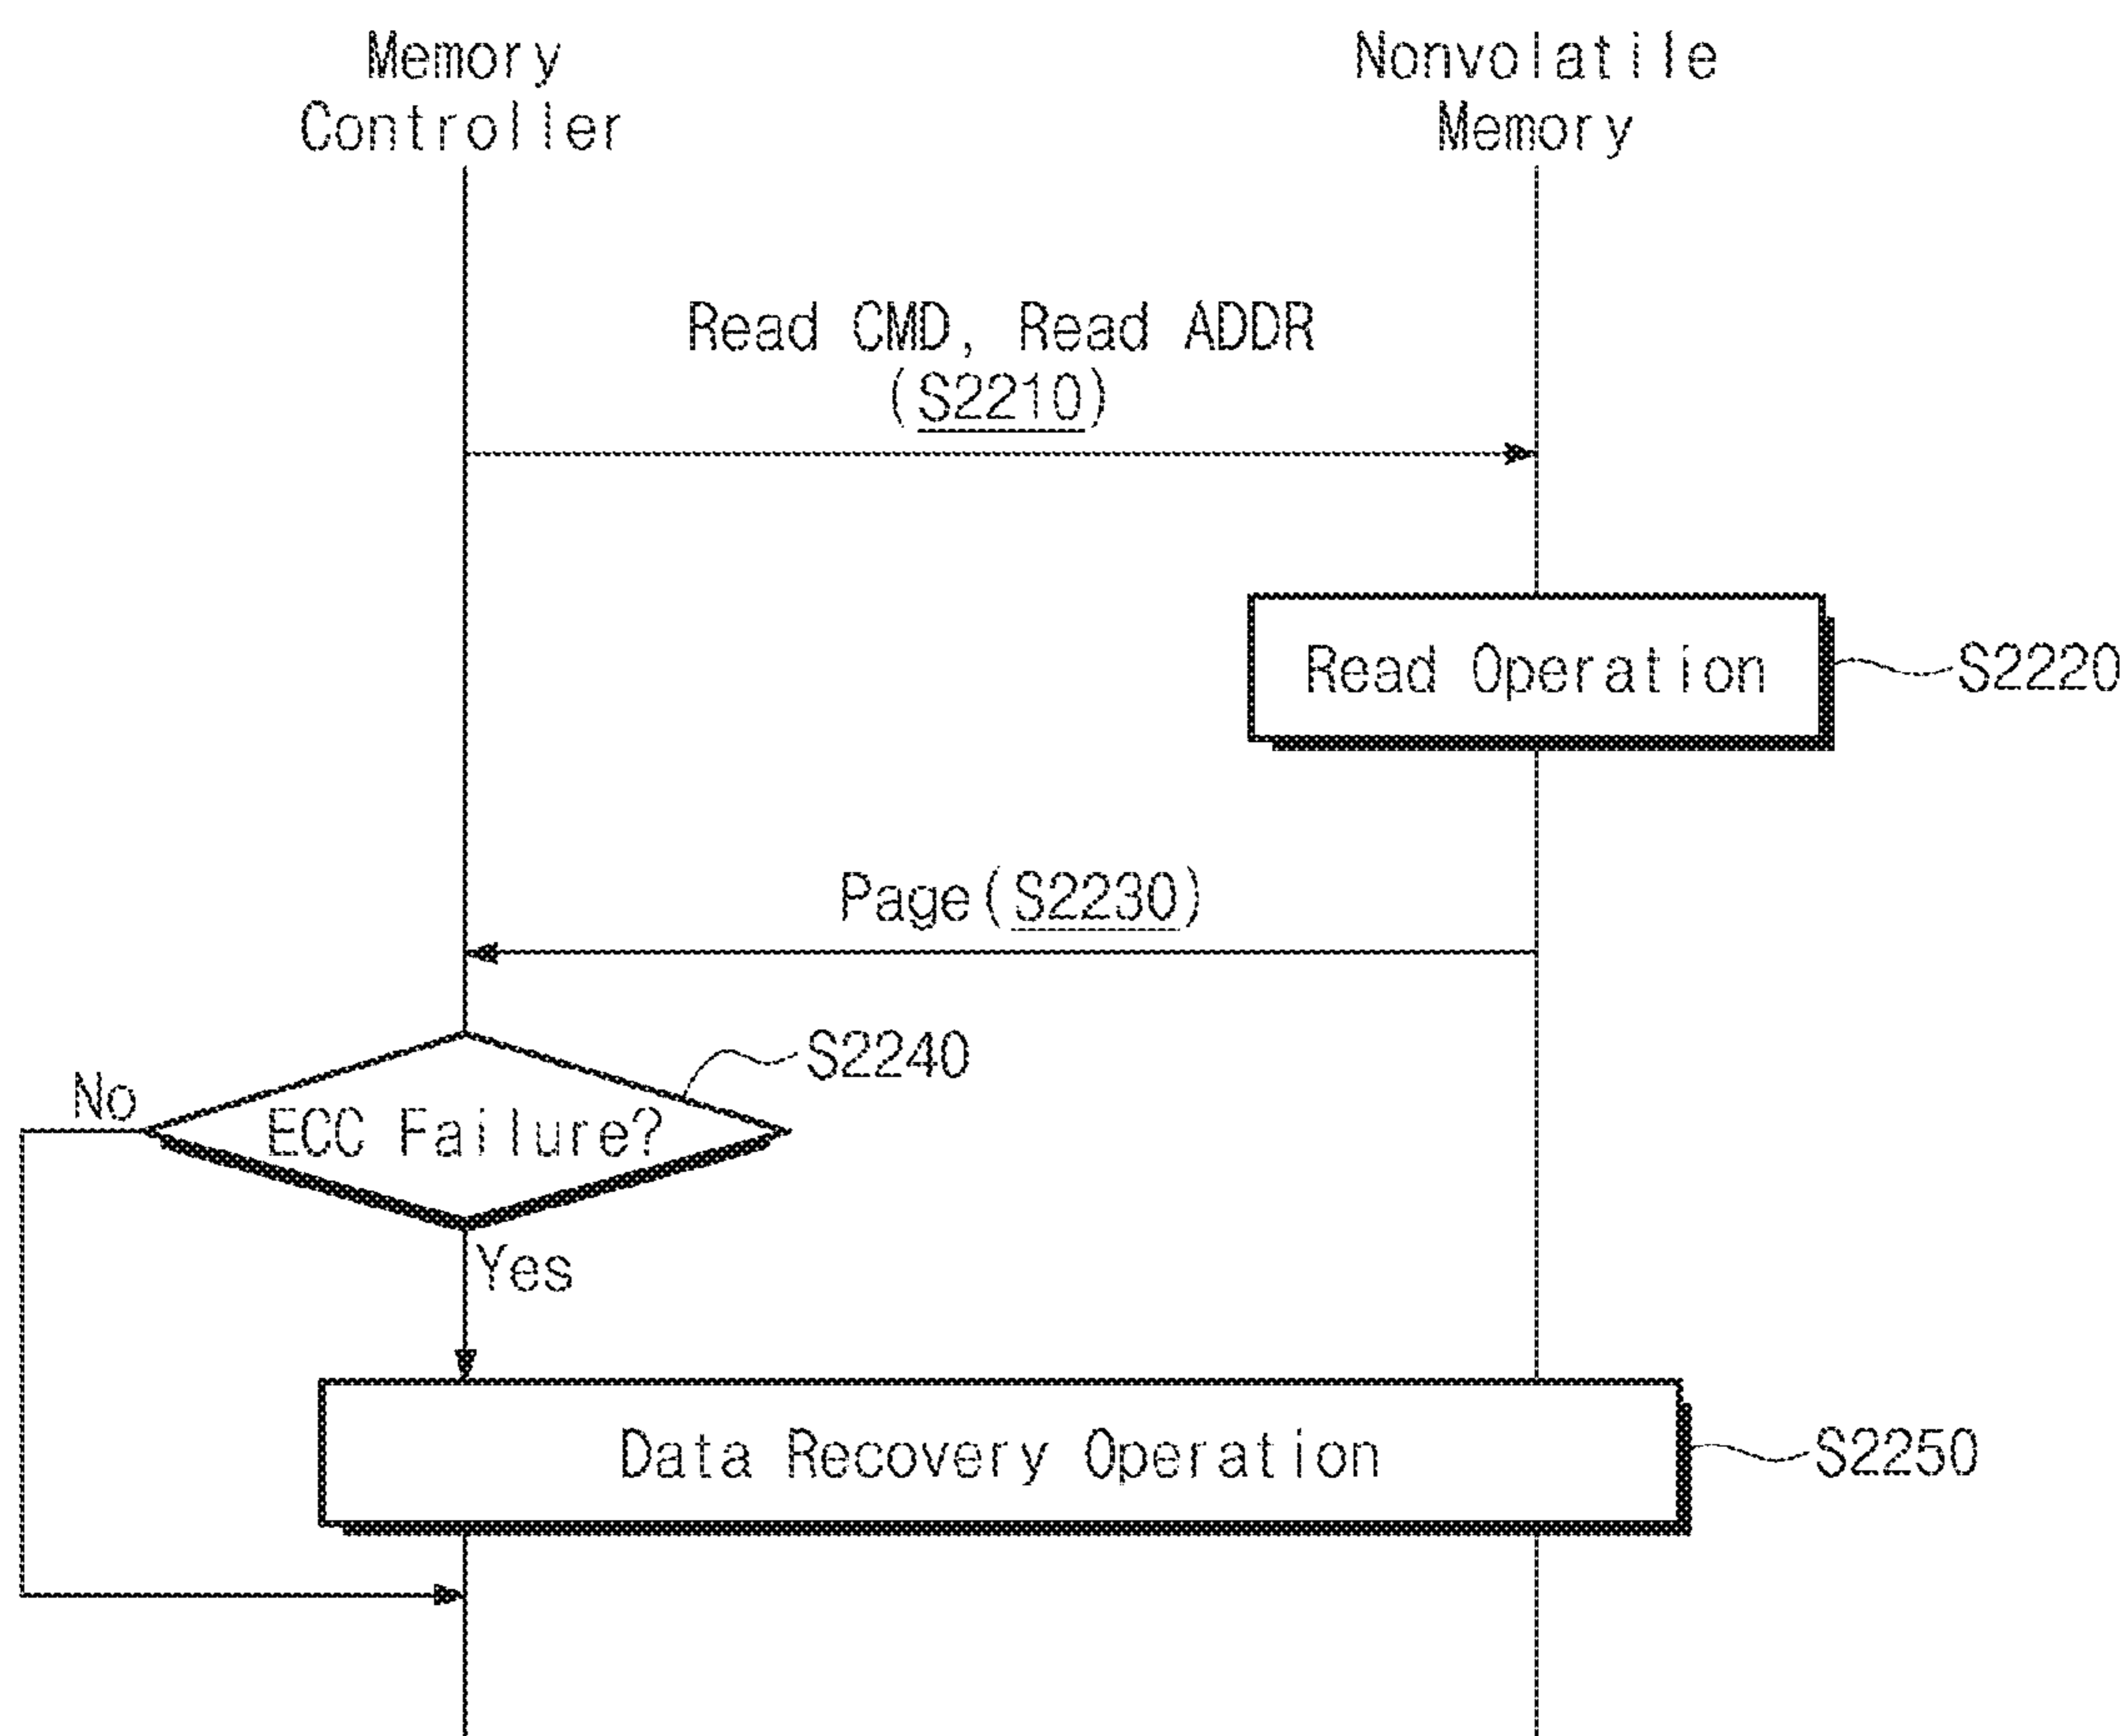 Memory
Controller
Nonvolatile
Memory
Read CMD, Read ADDR
(S2210)
Read Operation
S2220
Page(S2230)
S2240
No
ECC Failure?
Yes
Data Recovery Operation
S2250